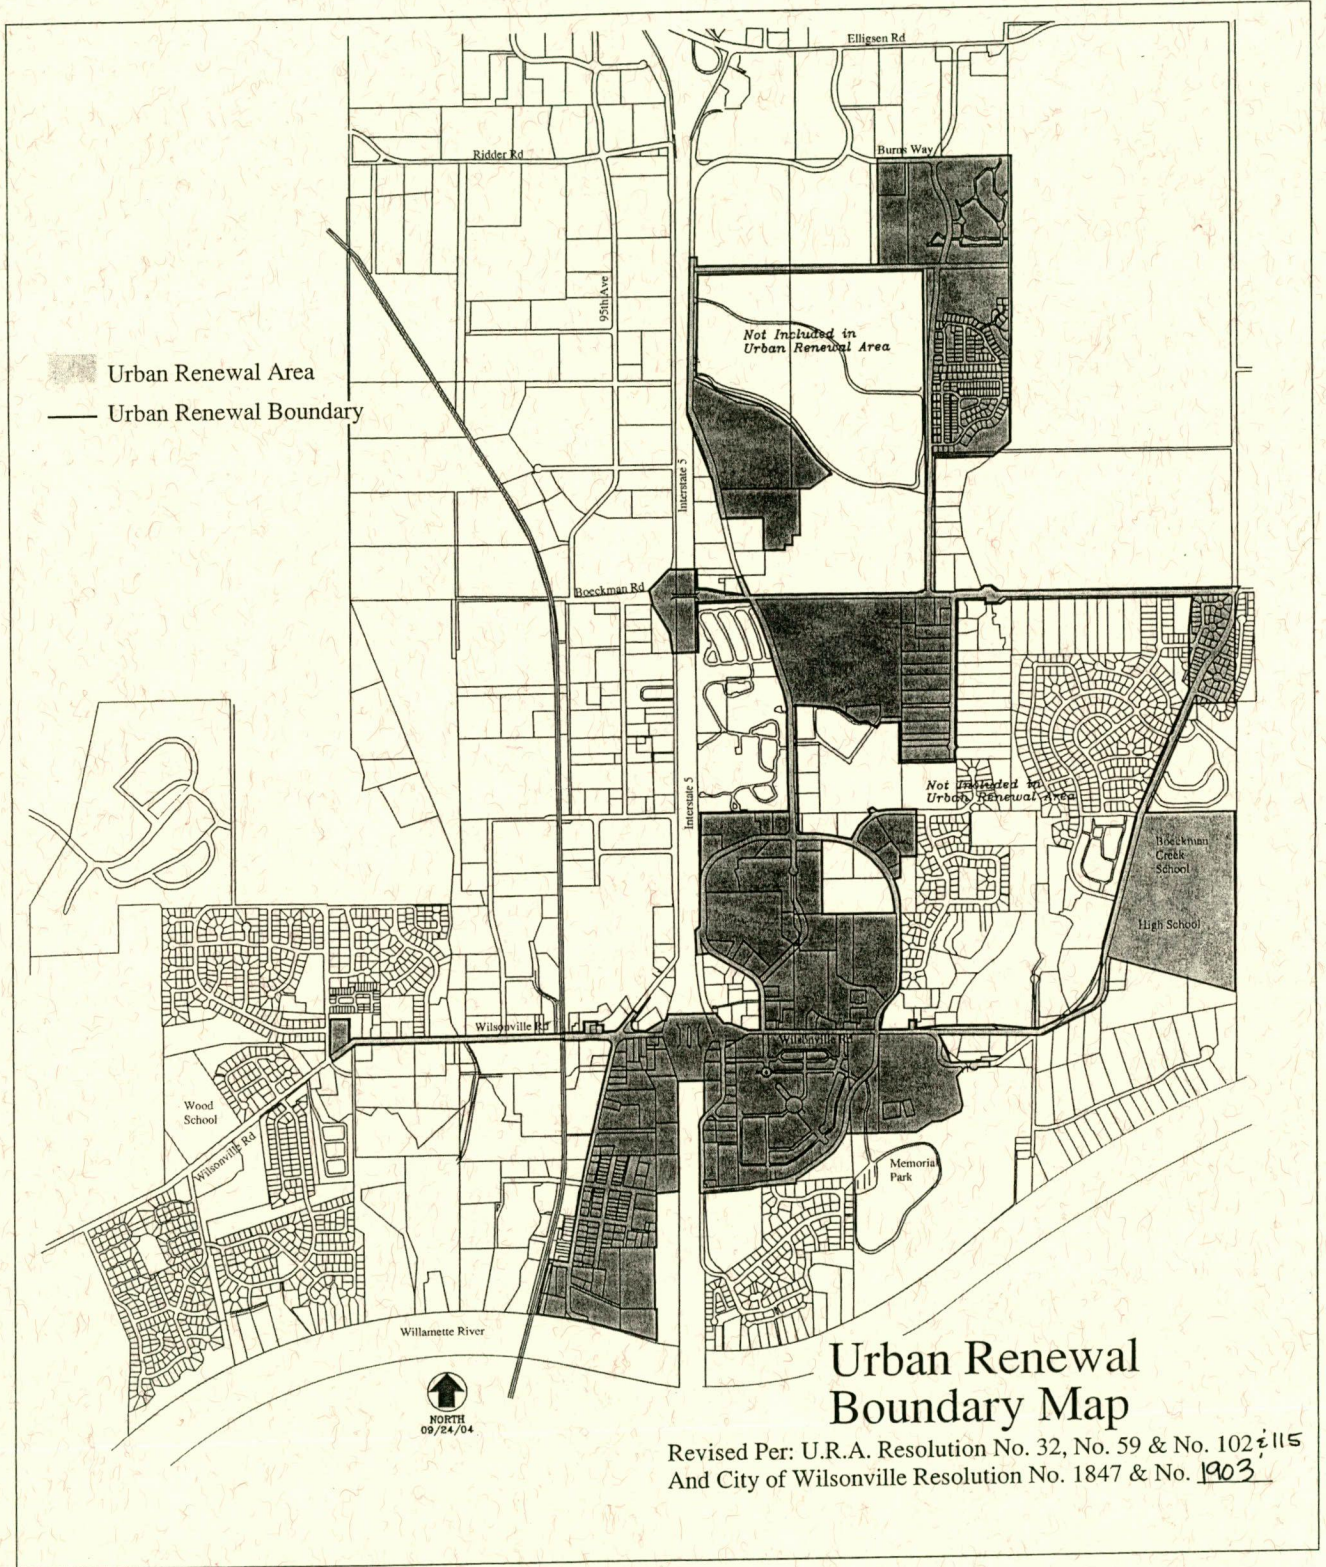 Elligsen Rd
Burns Way
Ridder Rd
95th Ave
Not Included in
Urban Renewal Area
Urban Renewal Area
Urban Renewal Boundary
Interstate 5
Boeckman Rd
Interstate 5
Not Included in
Urban Renewal Area
Boeckman
Creek
School
High School
Wilsonville Rd
Wilsonville Rd
Wood
School
Wilsonville Rd
Memorial
Park
Willamette River
NORTH
09/24/04
Urban Renewal
Boundary Map
Revised Per: U.R.A. Resolution No. 32, No. 59 & No. 102 & 115
And City of Wilsonville Resolution No. 1847 & No. 1903